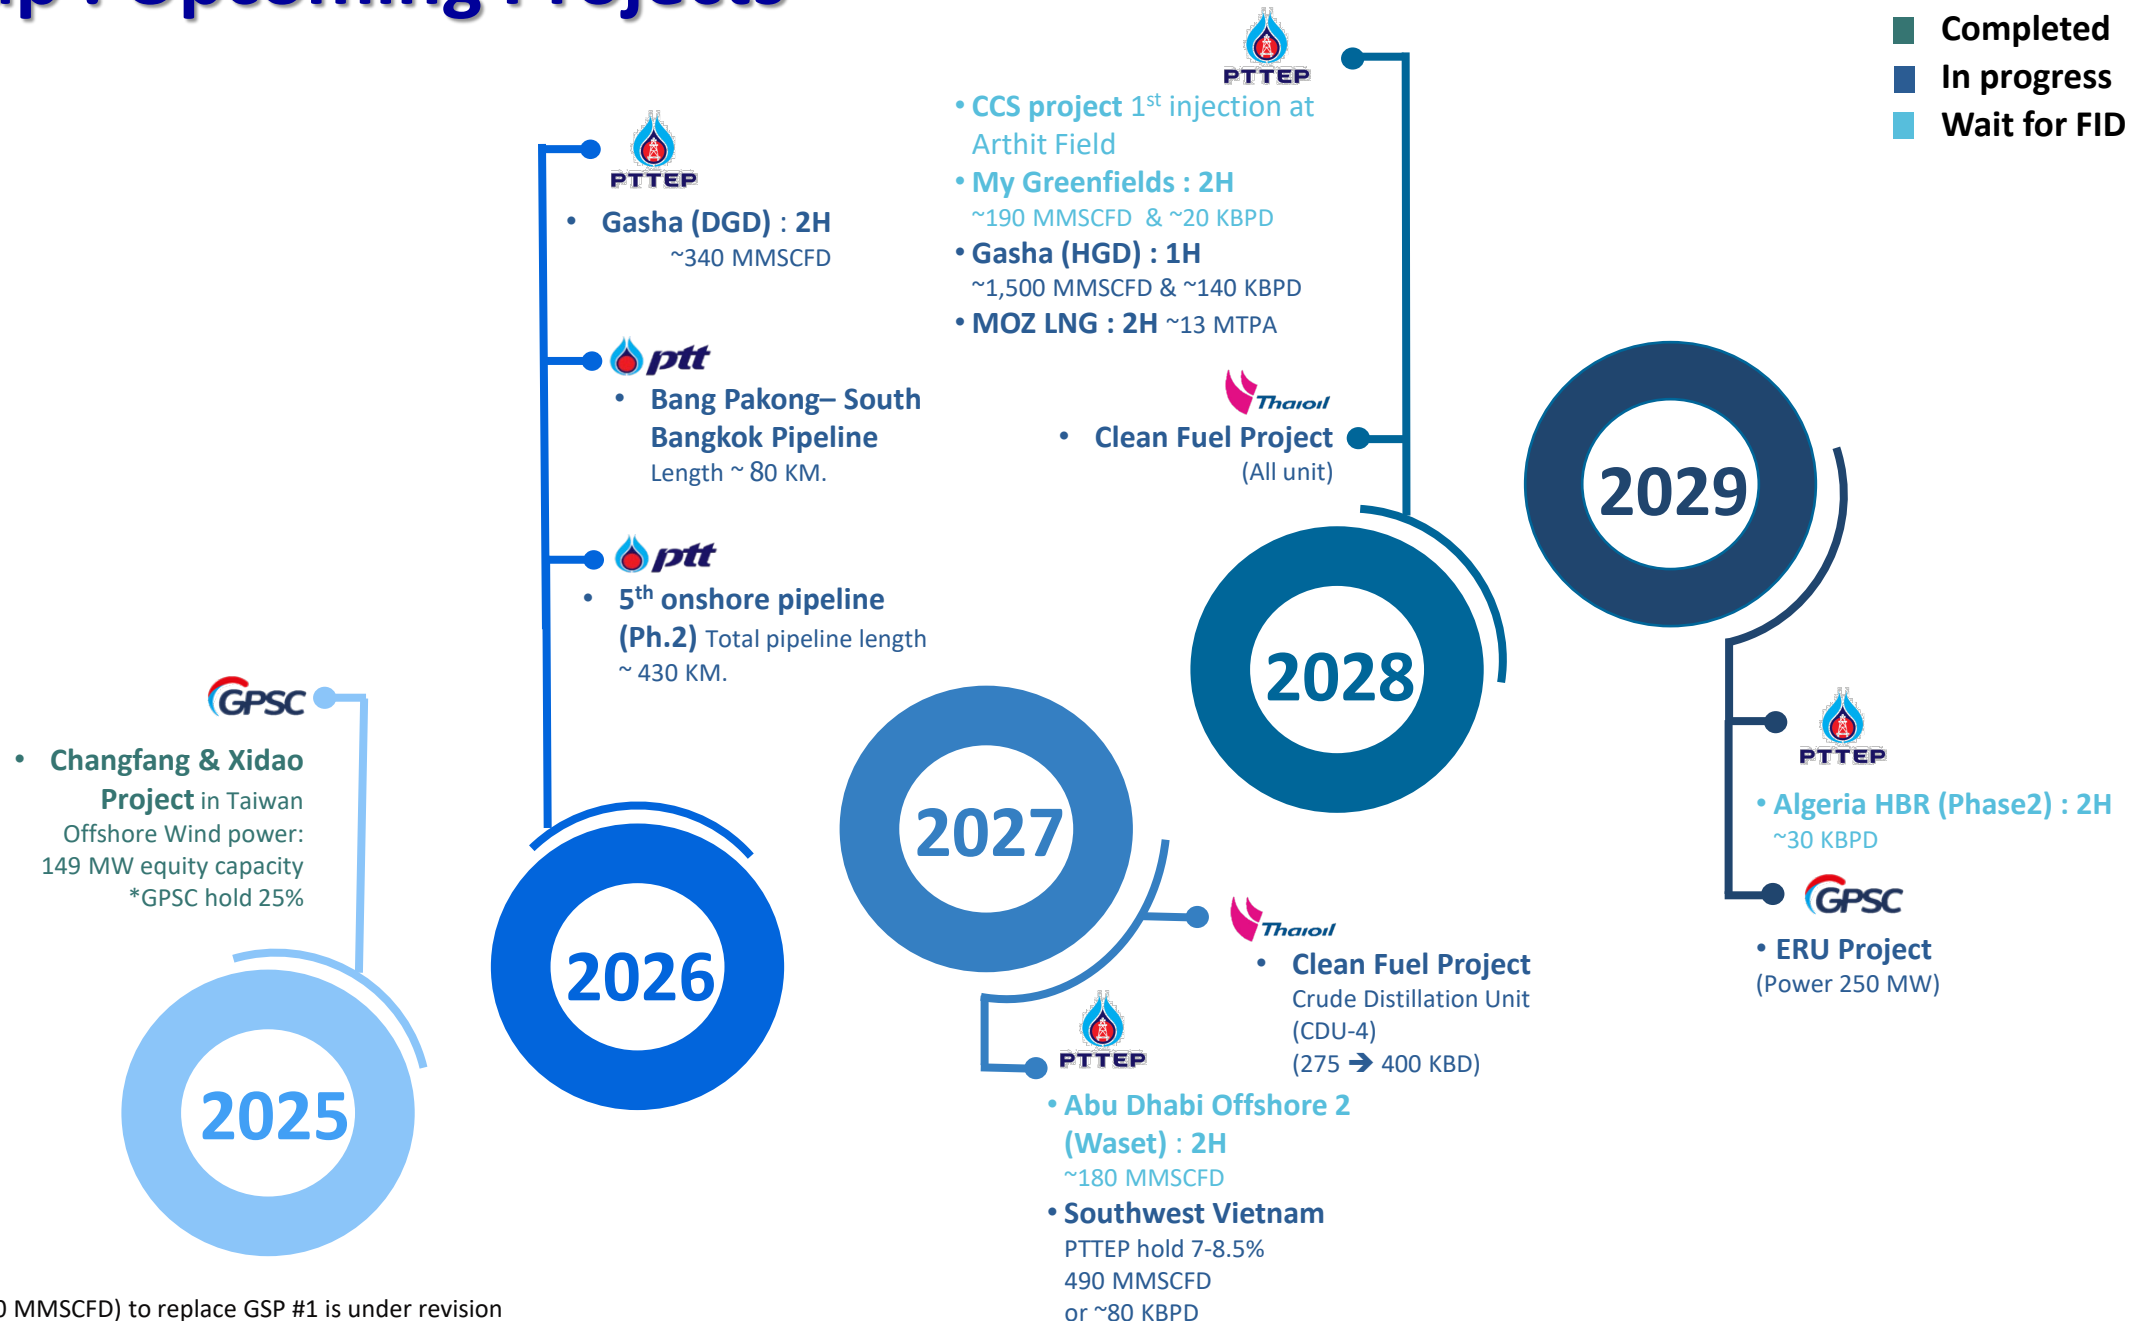 : Upcoming Projects
Completed
In progress
Wait for FID
PTTEP
• CCS project 1st injection at
Arthit Field
• My Greenfields : 2H
~190 MMSCFD & ~20 KBPD
• Gasha (HGD) : 1H
~1,500 MMSCFD & ~140 KBPD
• MOZ LNG : 2H ~13 MTPA
Thaioil
• Clean Fuel Project
(All unit)
PTTEP
• Gasha (DGD) : 2H
~340 MMSCFD
ptt
• Bang Pakong– South
Bangkok Pipeline
Length ~ 80 KM.
ptt
• 5th onshore pipeline
(Ph.2) Total pipeline length
~ 430 KM.
GPSC
• Changfang & Xidao
Project in Taiwan
Offshore Wind power:
149 MW equity capacity
*GPSC hold 25%
2025
2026
2027
2028
2029
Thaioil
• Clean Fuel Project
Crude Distillation Unit
(CDU-4)
(275 ➔ 400 KBD)
PTTEP
• Abu Dhabi Offshore 2
(Waset) : 2H
~180 MMSCFD
• Southwest Vietnam
PTTEP hold 7-8.5%
490 MMSCFD
or ~80 KBPD
PTTEP
• Algeria HBR (Phase2) : 2H
~30 KBPD
GPSC
• ERU Project
(Power 250 MW)
MMSCFD) to replace GSP #1 is under revision